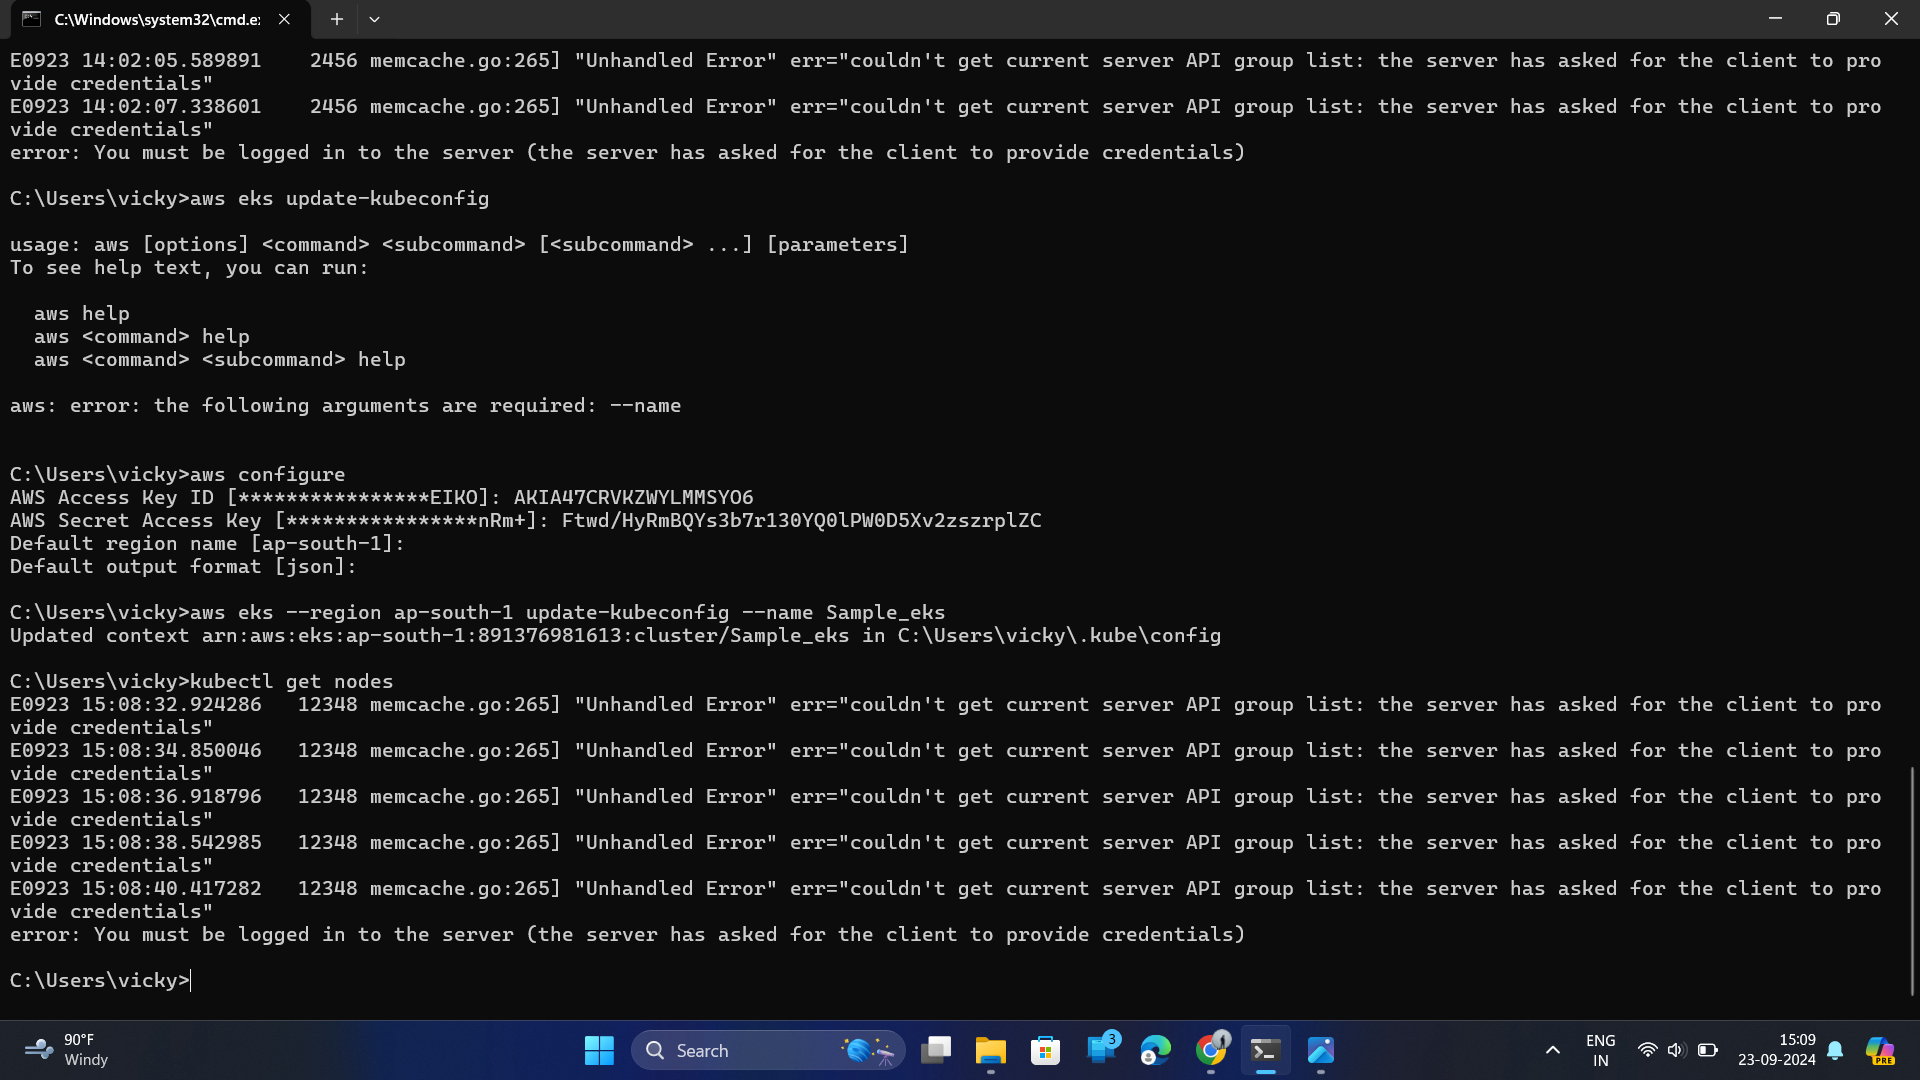 C:\Windows\system32\cmd.e:
E0923 14:02:05.589891    2456 memcache.go:265] "Unhandled Error" err="couldn't get current server API group list: the server has asked for the client to pro
vide credentials"
E0923 14:02:07.338601    2456 memcache.go:265] "Unhandled Error" err="couldn't get current server API group list: the server has asked for the client to pro
vide credentials"
error: You must be logged in to the server (the server has asked for the client to provide credentials)
C:\Users\vicky>aws eks update-kubeconfig
usage: aws [options] <command> <subcommand> [<subcommand> ...] [parameters]
To see help text, you can run:
  aws help
  aws <command> help
  aws <command> <subcommand> help
aws: error: the following arguments are required: --name
C:\Users\vicky>aws configure
AWS Access Key ID [****************EIKO]: AKIA47CRVKZWYLMMSYO6
AWS Secret Access Key [****************nRm+]: 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
Default region name [ap-south-1]:
Default output format [json]:
C:\Users\vicky>aws eks --region ap-south-1 update-kubeconfig --name Sample_eks
Updated context arn:aws:eks:ap-south-1:891376981613:cluster/Sample_eks in C:\Users\vicky\.kube\config
C:\Users\vicky>kubectl get nodes
E0923 15:08:32.924286   12348 memcache.go:265] "Unhandled Error" err="couldn't get current server API group list: the server has asked for the client to pro
vide credentials"
E0923 15:08:34.850046   12348 memcache.go:265] "Unhandled Error" err="couldn't get current server API group list: the server has asked for the client to pro
vide credentials"
E0923 15:08:36.918796   12348 memcache.go:265] "Unhandled Error" err="couldn't get current server API group list: the server has asked for the client to pro
vide credentials"
E0923 15:08:38.542985   12348 memcache.go:265] "Unhandled Error" err="couldn't get current server API group list: the server has asked for the client to pro
vide credentials"
E0923 15:08:40.417282   12348 memcache.go:265] "Unhandled Error" err="couldn't get current server API group list: the server has asked for the client to pro
vide credentials"
error: You must be logged in to the server (the server has asked for the client to provide credentials)
C:\Users\vicky>
90°F
Windy
Search
3
ENG
IN
15:09
23-09-2024
PRE